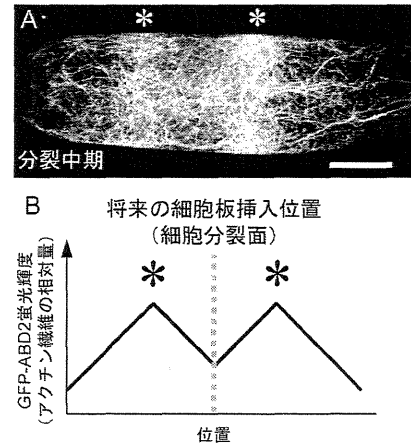 A
* *
分裂中期
B 将来の細胞板挿入位置
(細胞分裂面)
* *
GFP-ABD2蛍光輝度
(アクチン繊維の相対量)
位置